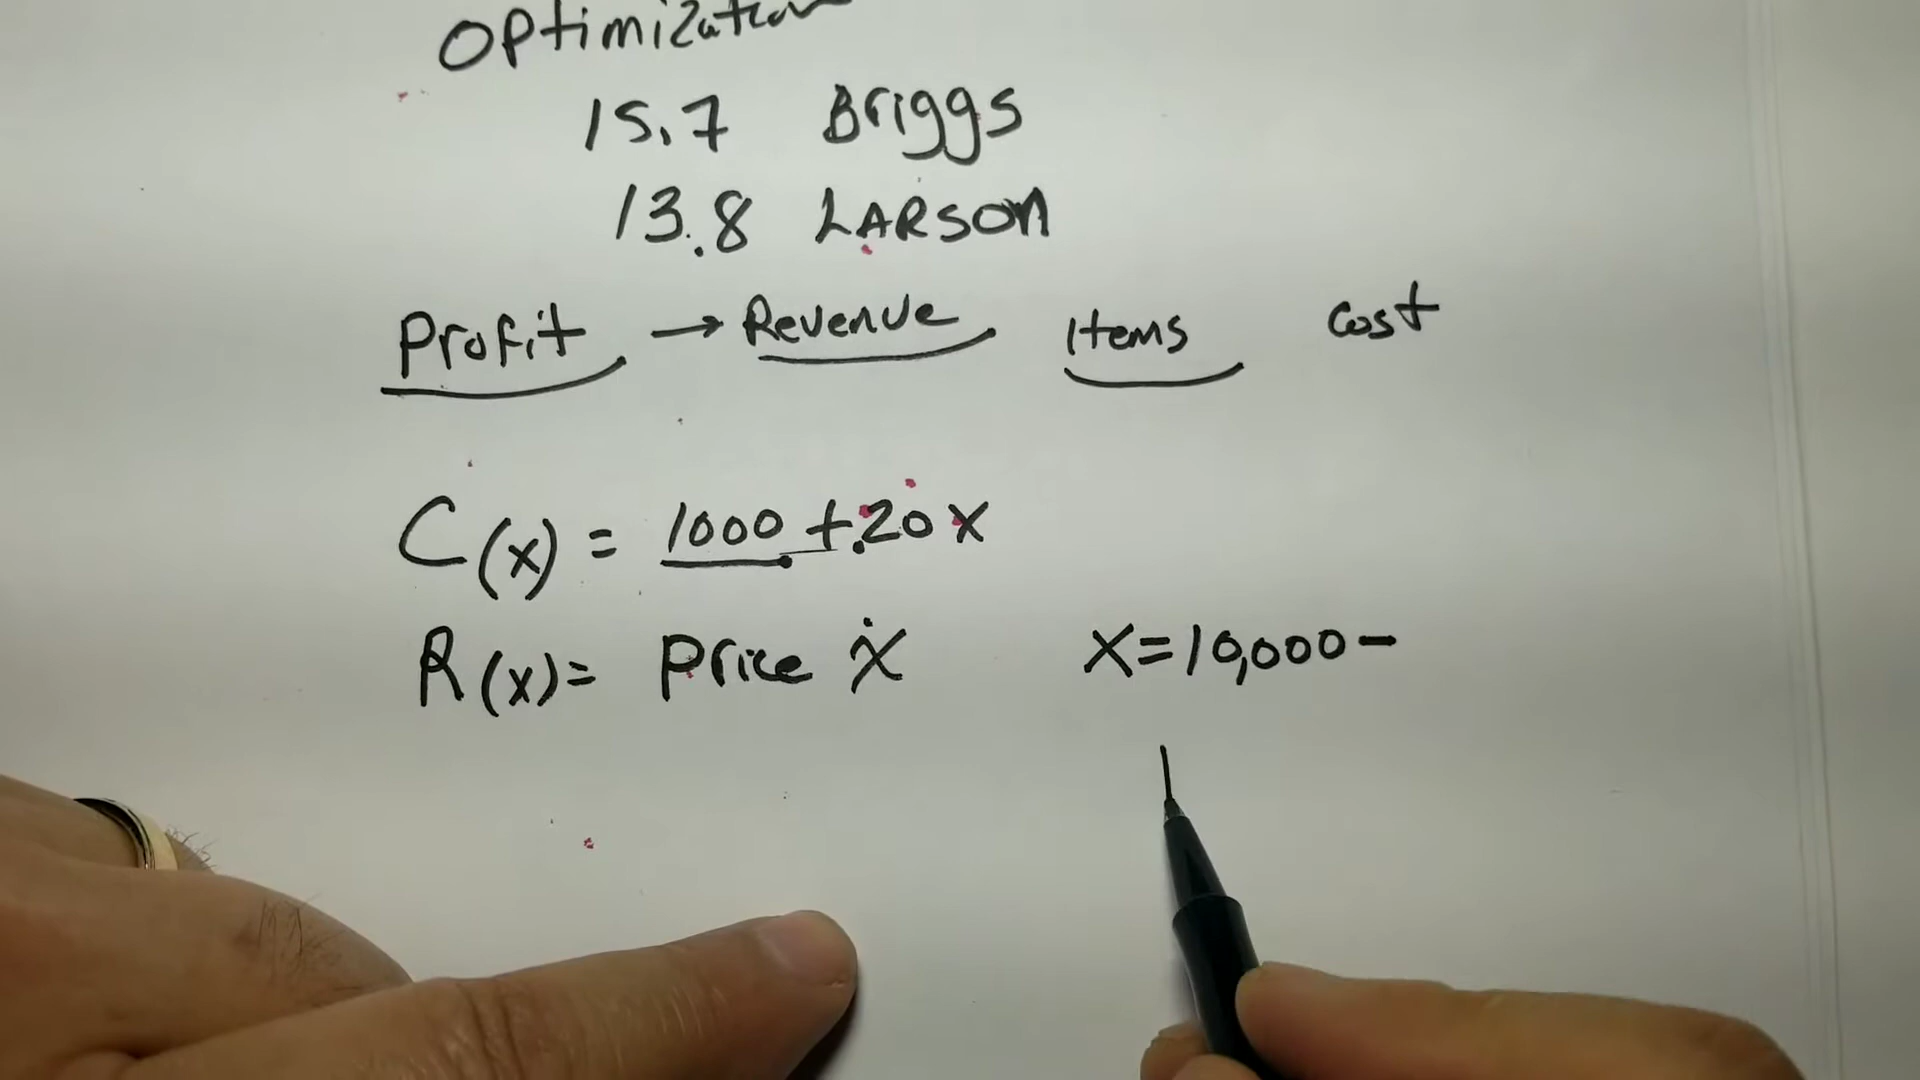 Optimization
15.7 Briggs
13.8 LARSON
Profit → Revenue Items Cost
C(x) = 1000 + .20x
R(x) = Price · x x = 10,000 -